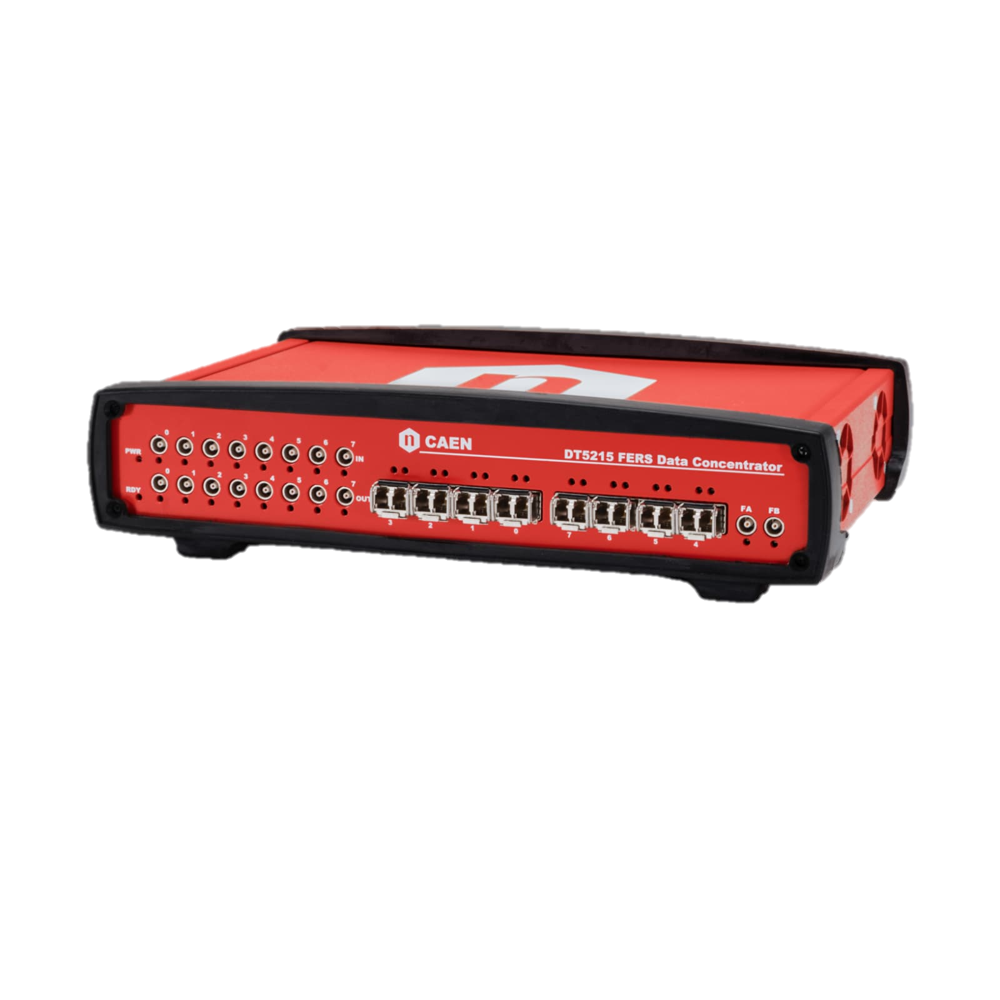 n CAEN
DT5215 FERS Data Concentrator
0 1 2 3 4 5 6 7
PWR IN
0 1 2 3 4 5 6 7
RDY OUT
3 2 1 0 7 6 5 4
FA FB
n